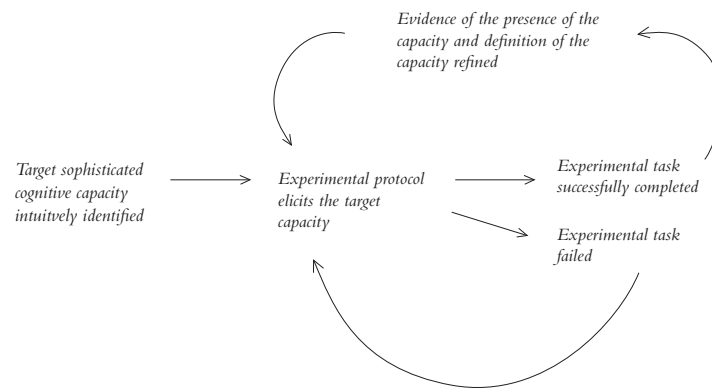 Evidence of the presence of the
capacity and definition of the
capacity refined
Target sophisticated
cognitive capacity
intuitvely identified
Experimental protocol
elicits the target
capacity
Experimental task
successfully completed
Experimental task
failed